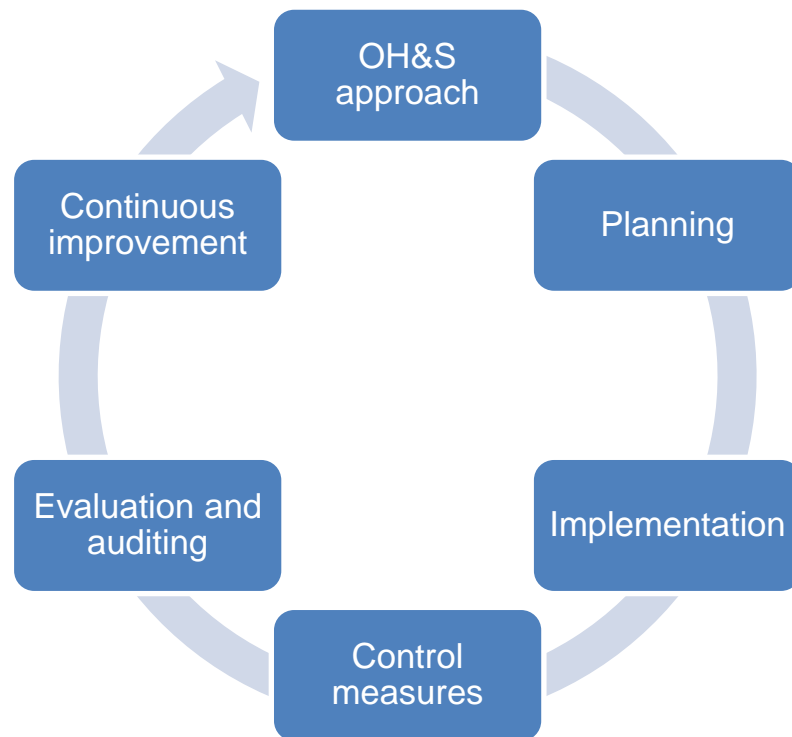 OH&S
approach
Planning
Implementation
Control
measures
Evaluation and
auditing
Continuous
improvement